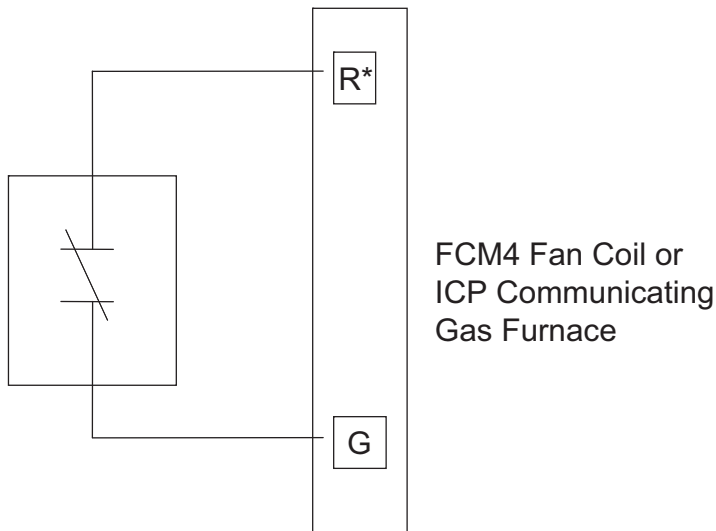 R*
FCM4 Fan Coil or
ICP Communicating
Gas Furnace
G